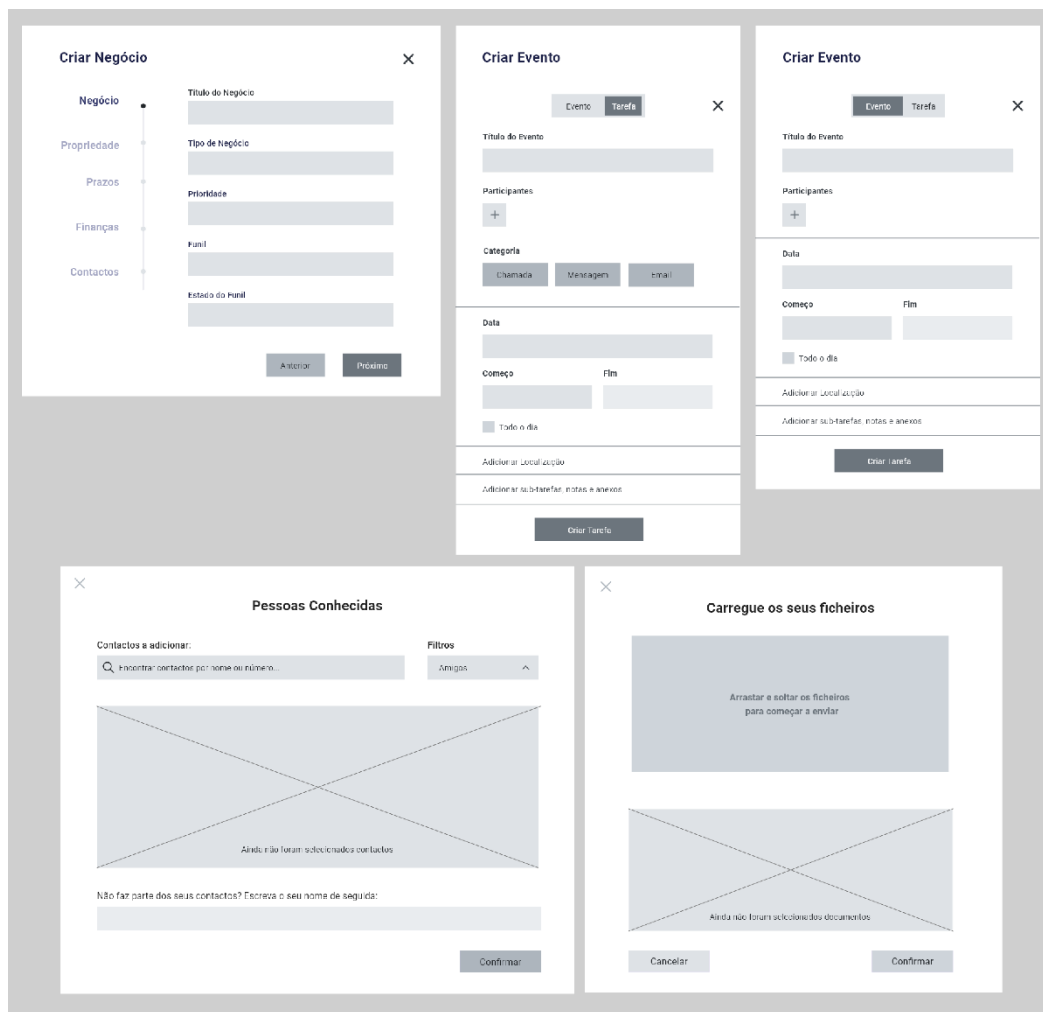 Criar Negócio
Negócio
Propriedade
Prazos
Finanças
Contactos
Título do Negócio
Tipo de Negócio
Prioridade
Funil
Estado do Funil
Anterior
Próximo
Criar Evento
Evento
Tarefa
Título do Evento
Participantes
Categoria
Chamada
Mensagem
Email
Data
Começo
Fim
Todo o dia
Adicionar Localização
Adicionar sub-tarefas, notas e anexos
Criar Tarefa
Criar Evento
Evento
Tarefa
Título do Evento
Participantes
Data
Começo
Fim
Todo o dia
Adicionar Localização
Adicionar sub-tarefas, notas e anexos
Criar Tarefa
Pessoas Conhecidas
Contactos a adicionar:
Filtros
Encontrar contactos por nome ou número...
Amigas
Ainda não foram selecionados contactos
Não faz parte dos seus contactos? Escreva o seu nome de seguida:
Confirmar
Carregue os seus ficheiros
Arrastar e soltar os ficheiros
para começar a enviar
Ainda não foram selecionados documentos
Cancelar
Confirmar